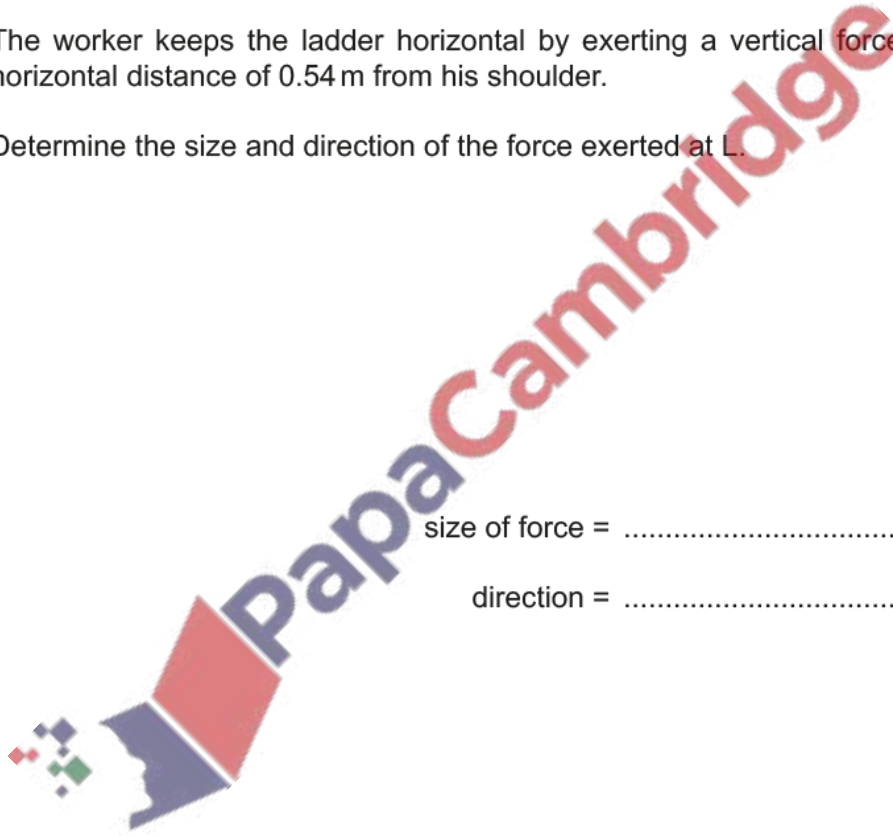 The worker keeps the ladder horizontal by exerting a vertical force
horizontal distance of 0.54 m from his shoulder.
Determine the size and direction of the force exerted at L.
PapaCambridge
size of force = ................................
direction = ................................